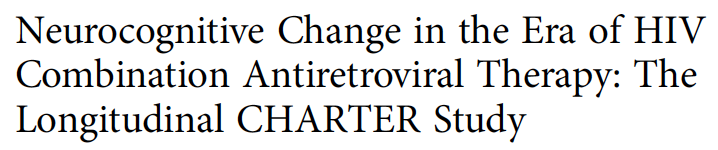 Neurocognitive Change in the Era of HIV
Combination Antiretroviral Therapy: The
Longitudinal CHARTER Study